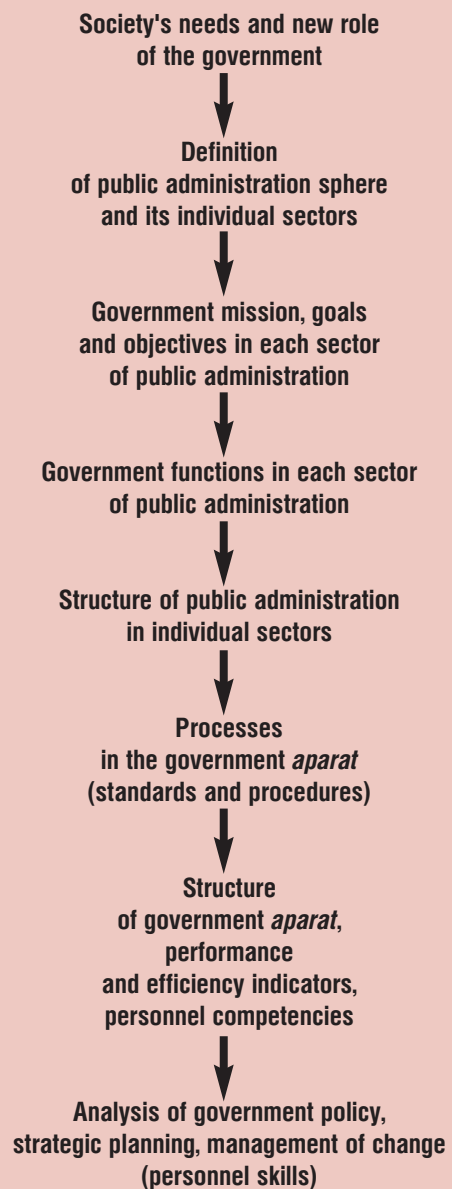 Society's needs and new role
of the government
Definition
of public administration sphere
and its individual sectors
Government mission, goals
and objectives in each sector
of public administration
Government functions in each sector
of public administration
Structure of public administration
in individual sectors
Processes
in the government aparat
(standards and procedures)
Structure
of government aparat,
performance
and efficiency indicators,
personnel competencies
Analysis of government policy,
strategic planning, management of change
(personnel skills)